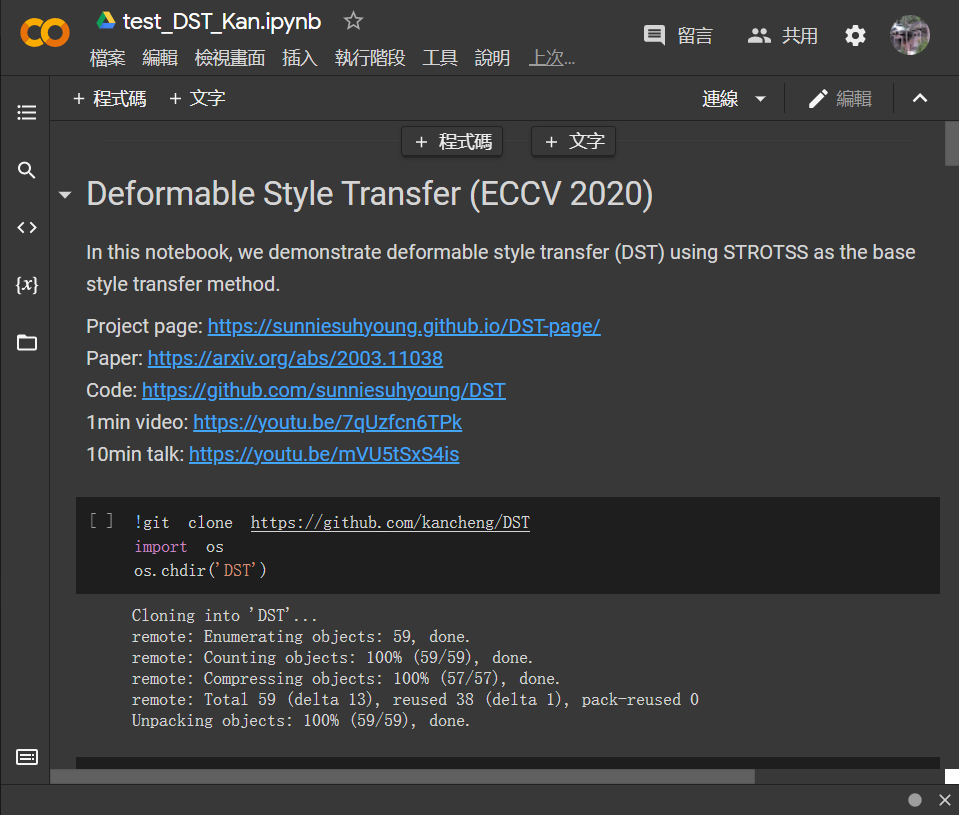 test_DST_Kan.ipynb
留言
共用
檔案 編輯 檢視畫面 插入 執行階段 工具 說明 上次...
+ 程式碼 + 文字
連線
編輯
+ 程式碼
+ 文字
Deformable Style Transfer (ECCV 2020)
In this notebook, we demonstrate deformable style transfer (DST) using STROTSS as the base
style transfer method.
Project page: https://sunniesuhyoung.github.io/DST-page/
Paper: https://arxiv.org/abs/2003.11038
Code: https://github.com/sunniesuhyoung/DST
1min video: https://youtu.be/7qUzfcn6TPk
10min talk: https://youtu.be/mVU5tSxS4is
[ ] !git clone https://github.com/kancheng/DST
import os
os.chdir('DST')
Cloning into 'DST'...
remote: Enumerating objects: 59, done.
remote: Counting objects: 100% (59/59), done.
remote: Compressing objects: 100% (57/57), done.
remote: Total 59 (delta 13), reused 38 (delta 1), pack-reused 0
Unpacking objects: 100% (59/59), done.